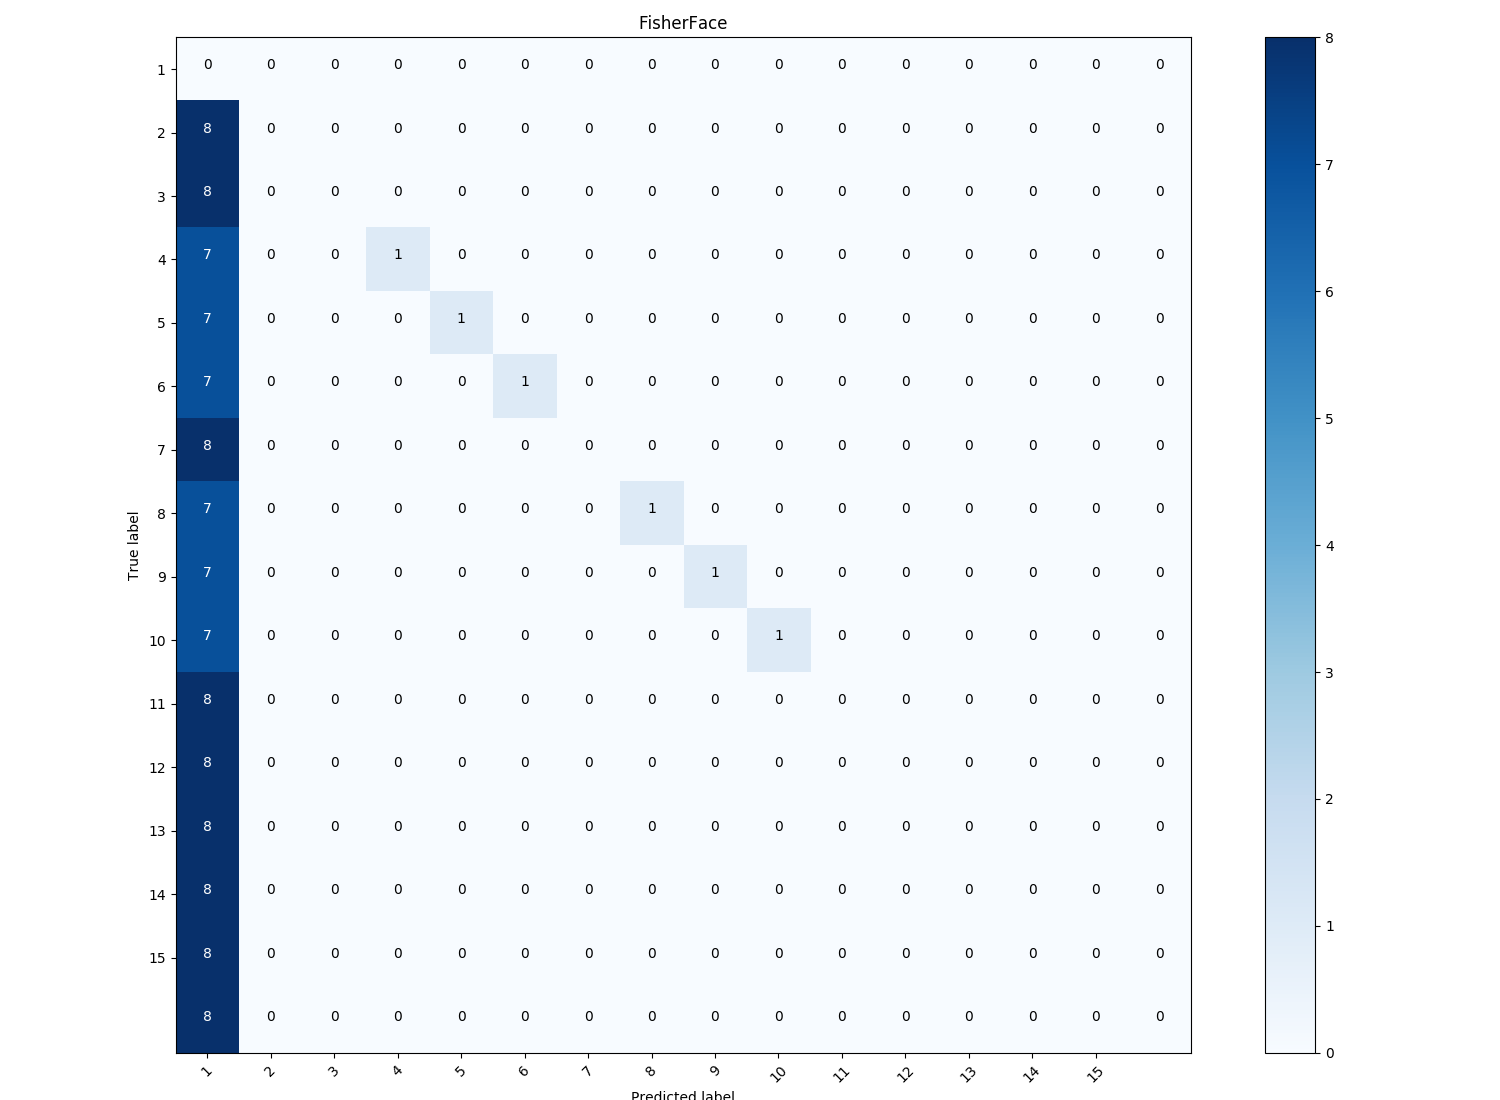 FisherFace
8
1 0 0 0 0 0 0 0 0 0 0 0 0 0 0 0 0
2 8 0 0 0 0 0 0 0 0 0 0 0 0 0 0 0
7
3 8 0 0 0 0 0 0 0 0 0 0 0 0 0 0 0
4 7 0 0 1 0 0 0 0 0 0 0 0 0 0 0 0
6
5 7 0 0 0 1 0 0 0 0 0 0 0 0 0 0 0
6 7 0 0 0 0 1 0 0 0 0 0 0 0 0 0 0
5
7 8 0 0 0 0 0 0 0 0 0 0 0 0 0 0 0
8 7 0 0 0 0 0 0 1 0 0 0 0 0 0 0 0
True label
4
9 7 0 0 0 0 0 0 0 1 0 0 0 0 0 0 0
10 7 0 0 0 0 0 0 0 0 1 0 0 0 0 0 0
3
11 8 0 0 0 0 0 0 0 0 0 0 0 0 0 0 0
12 8 0 0 0 0 0 0 0 0 0 0 0 0 0 0 0
2
13 8 0 0 0 0 0 0 0 0 0 0 0 0 0 0 0
14 8 0 0 0 0 0 0 0 0 0 0 0 0 0 0 0
1
15 8 0 0 0 0 0 0 0 0 0 0 0 0 0 0 0
8 0 0 0 0 0 0 0 0 0 0 0 0 0 0 0
0
1 2 3 4 5 6 7 8 9 10 11 12 13 14 15
Predicted label